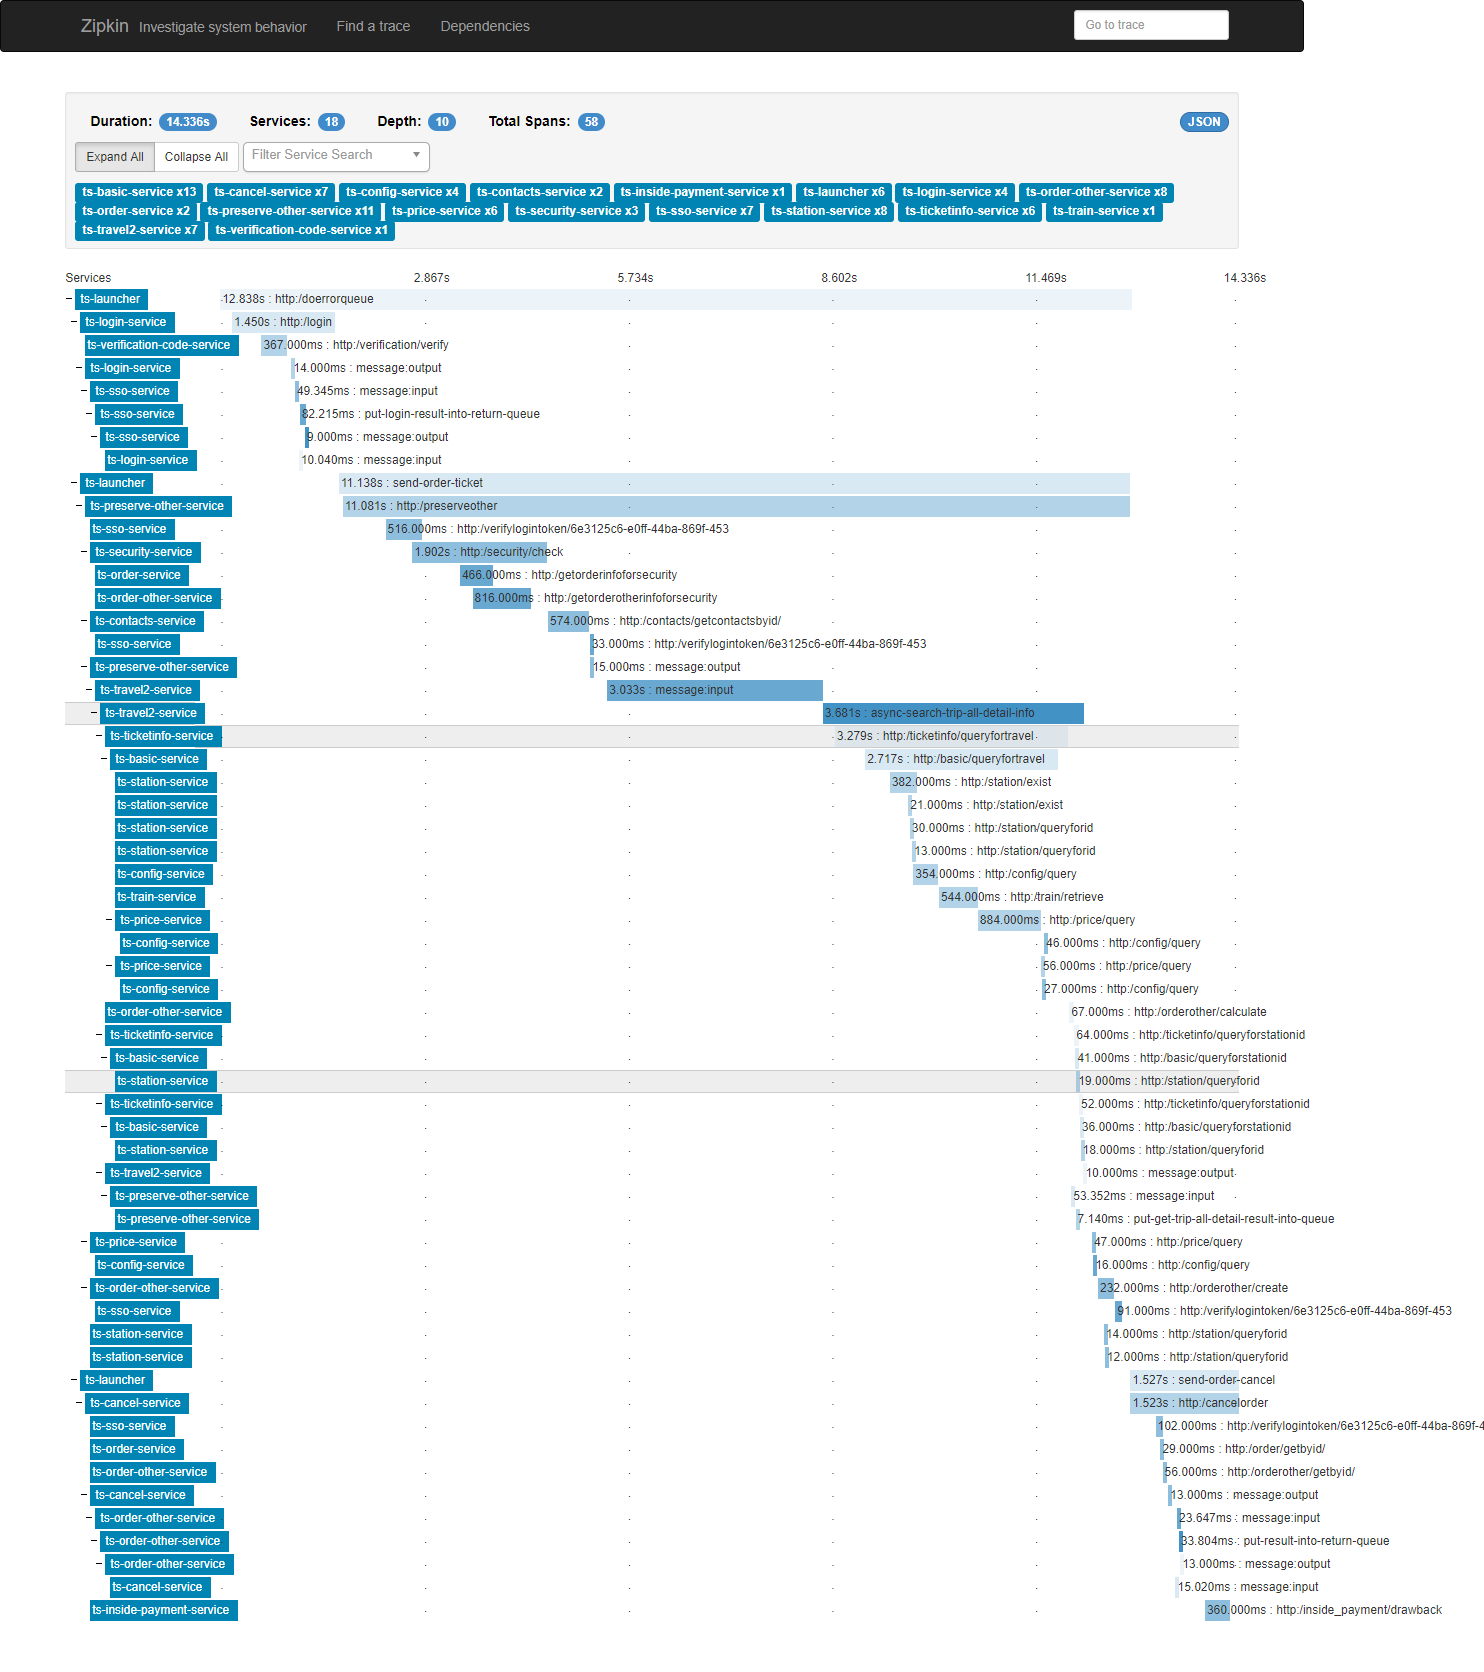 Zipkin Investigate system behavior Find a trace Dependencies Go to trace
Duration: 14.336s Services: 18 Depth: 10 Total Spans: 58 JSON
Expand All Collapse All Filter Service Search
ts-basic-service x13 ts-cancel-service x7 ts-config-service x4 ts-contacts-service x2 ts-inside-payment-service x1 ts-launcher x6 ts-login-service x4 ts-order-other-service x8
ts-order-service x2 ts-preserve-other-service x11 ts-price-service x6 ts-security-service x3 ts-sso-service x7 ts-station-service x8 ts-ticketinfo-service x6 ts-train-service x1
ts-travel2-service x7 ts-verification-code-service x1
Services 2.867s 5.734s 8.602s 11.469s 14.336s
ts-launcher 12.838s : http:/doerrorqueue
ts-login-service 1.450s : http:/login
ts-verification-code-service 367.000ms : http:/verification/verify
ts-login-service 14.000ms : message:output
ts-sso-service 49.345ms : message:input
ts-sso-service 82.215ms : put-login-result-into-return-queue
ts-sso-service 9.000ms : message:output
ts-login-service 10.040ms : message:input
ts-launcher 11.138s : send-order-ticket
ts-preserve-other-service 11.081s : http:/preserveother
ts-sso-service 516.000ms : http:/verifylogintoken/6e3125c6-e0ff-44ba-869f-453
ts-security-service 1.902s : http:/security/check
ts-order-service 466.000ms : http:/getorderinfoforsecurity
ts-order-other-service 816.000ms : http:/getorderotherinfoforsecurity
ts-contacts-service 574.000ms : http:/contacts/getcontactsbyid/
ts-sso-service 33.000ms : http:/verifylogintoken/6e3125c6-e0ff-44ba-869f-453
ts-preserve-other-service 15.000ms : message:output
ts-travel2-service 3.033s : message:input
ts-travel2-service 3.681s : async-search-trip-all-detail-info
ts-ticketinfo-service 3.279s : http:/ticketinfo/queryfortravel
ts-basic-service 2.717s : http:/basic/queryfortravel
ts-station-service 382.000ms : http:/station/exist
ts-station-service 21.000ms : http:/station/exist
ts-station-service 30.000ms : http:/station/queryforid
ts-station-service 13.000ms : http:/station/queryforid
ts-config-service 354.000ms : http:/config/query
ts-train-service 544.000ms : http:/train/retrieve
ts-price-service 884.000ms : http:/price/query
ts-config-service 46.000ms : http:/config/query
ts-price-service 56.000ms : http:/price/query
ts-config-service 27.000ms : http:/config/query
ts-order-other-service 67.000ms : http:/orderother/calculate
ts-ticketinfo-service 64.000ms : http:/ticketinfo/queryforstationid
ts-basic-service 41.000ms : http:/basic/queryforstationid
ts-station-service 19.000ms : http:/station/queryforid
ts-ticketinfo-service 52.000ms : http:/ticketinfo/queryforstationid
ts-basic-service 36.000ms : http:/basic/queryforstationid
ts-station-service 18.000ms : http:/station/queryforid
ts-travel2-service 10.000ms : message:output
ts-preserve-other-service 53.352ms : message:input
ts-preserve-other-service 7.140ms : put-get-trip-all-detail-result-into-queue
ts-price-service 47.000ms : http:/price/query
ts-config-service 16.000ms : http:/config/query
ts-order-other-service 232.000ms : http:/orderother/create
ts-sso-service 91.000ms : http:/verifylogintoken/6e3125c6-e0ff-44ba-869f-453
ts-station-service 14.000ms : http:/station/queryforid
ts-station-service 12.000ms : http:/station/queryforid
ts-launcher 1.527s : send-order-cancel
ts-cancel-service 1.523s : http:/cancelorder
ts-sso-service 102.000ms : http:/verifylogintoken/6e3125c6-e0ff-44ba-869f-4
ts-order-service 29.000ms : http:/order/getbyid/
ts-order-other-service 56.000ms : http:/orderother/getbyid/
ts-cancel-service 13.000ms : message:output
ts-order-other-service 23.647ms : message:input
ts-order-other-service 33.804ms : put-result-into-return-queue
ts-order-other-service 13.000ms : message:output
ts-cancel-service 15.020ms : message:input
ts-inside-payment-service 360.000ms : http:/inside_payment/drawback